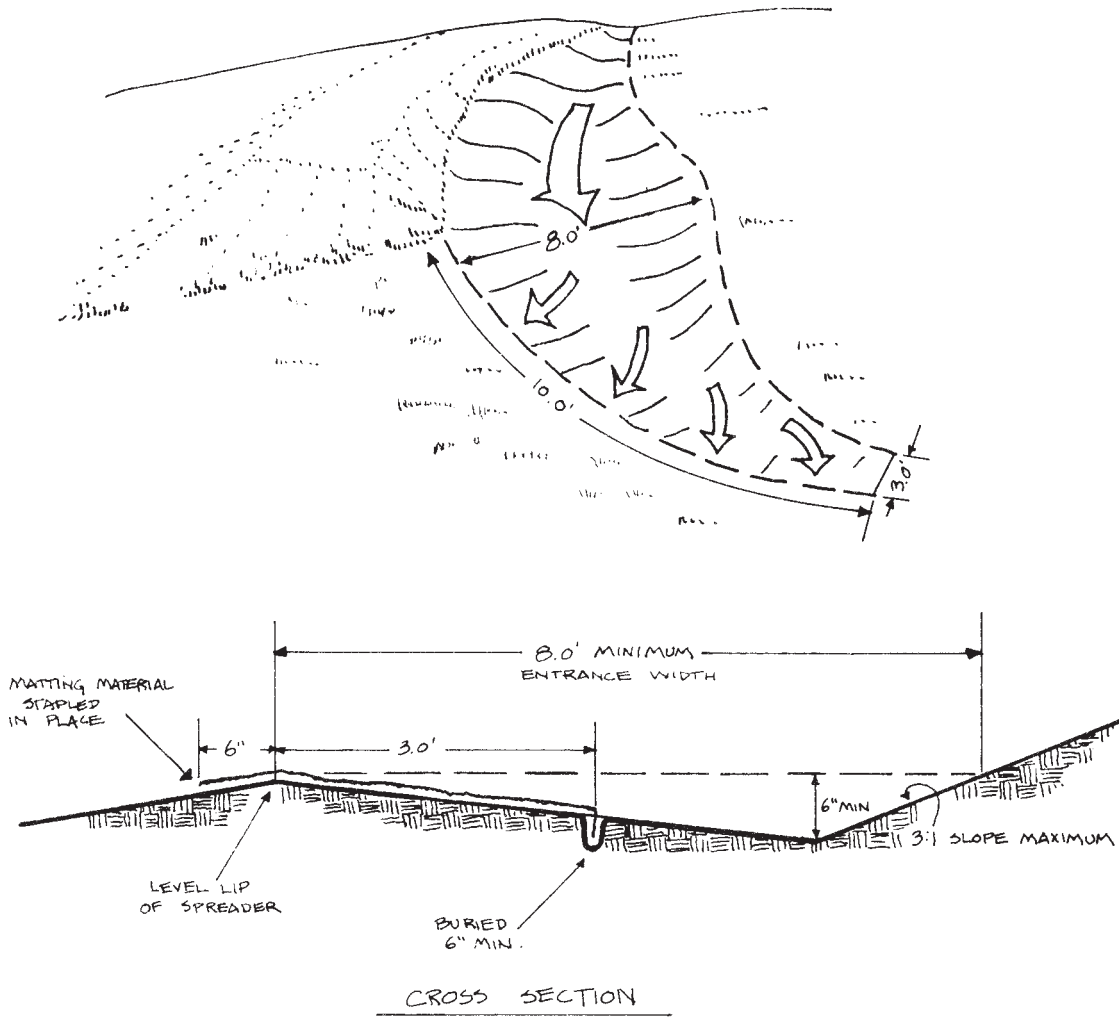 8.0'
10.0'
3.0'
8.0' MINIMUM
ENTRANCE WIDTH
MATTING MATERIAL
STAPLED
IN PLACE
6"
3.0'
6" MIN
3:1 SLOPE MAXIMUM
LEVEL LIP
OF SPREADER
BURIED
6" MIN.
CROSS SECTION